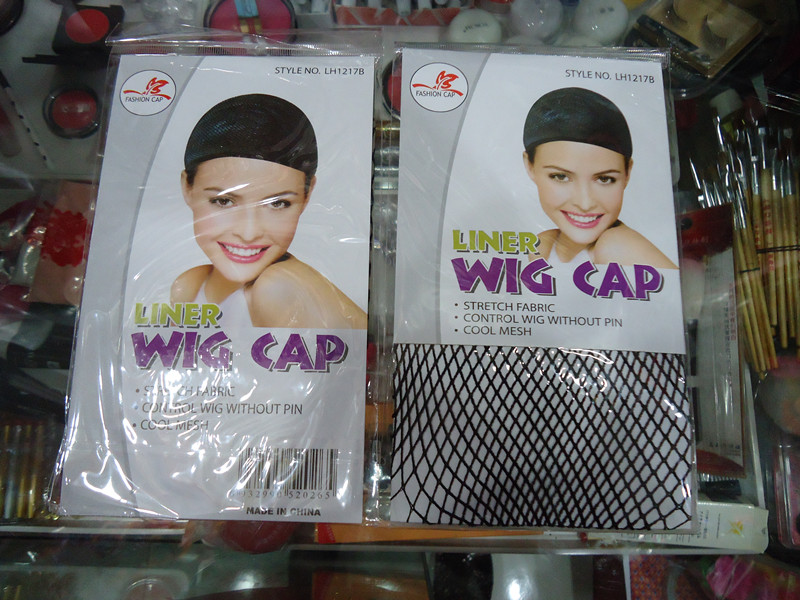 STYLE NO. LH1217B
FASHION CAP
LINER
WIG CAP
• STRETCH FABRIC
• CONTROL WIG WITHOUT PIN
• COOL MESH
MADE IN CHINA
STYLE NO. LH1217B
FASHION CAP
LINER
WIG CAP
• STRETCH FABRIC
• CONTROL WIG WITHOUT PIN
• COOL MESH